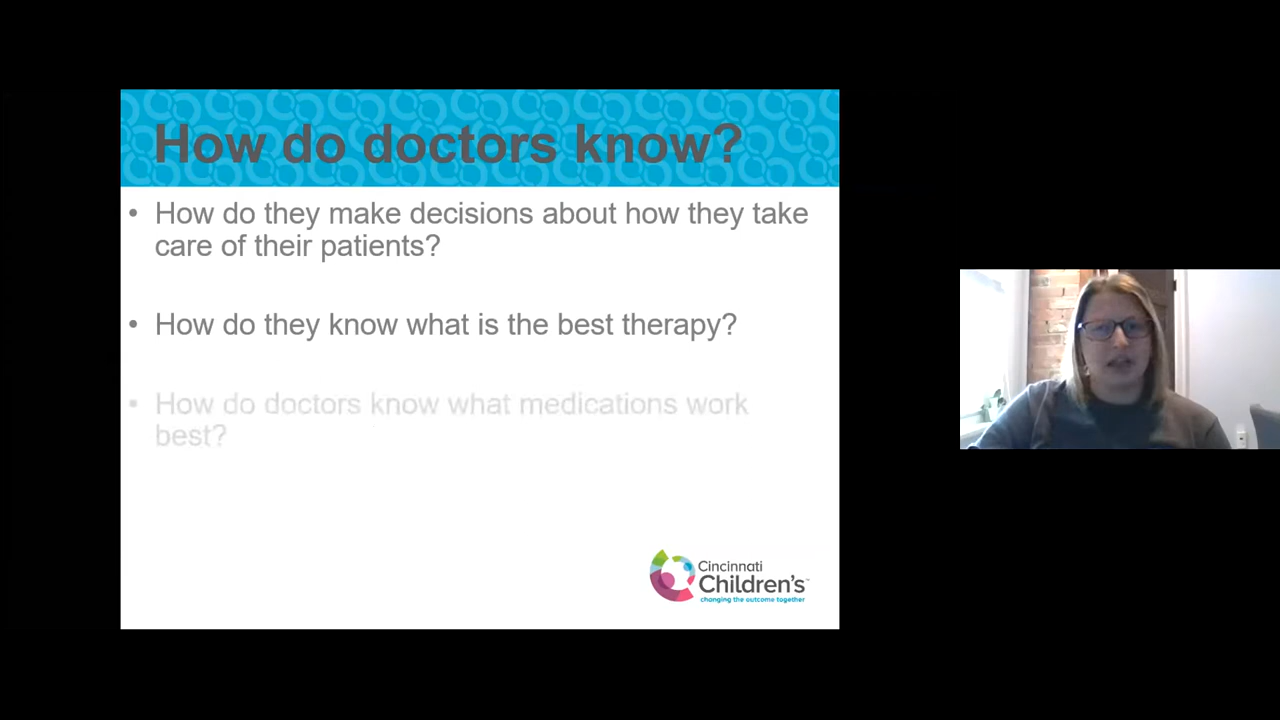 How do doctors know?
• How do they make decisions about how they take
care of their patients?
• How do they know what is the best therapy?
• How do doctors know what medications work
best?
Cincinnati
Children's™
changing the outcome together